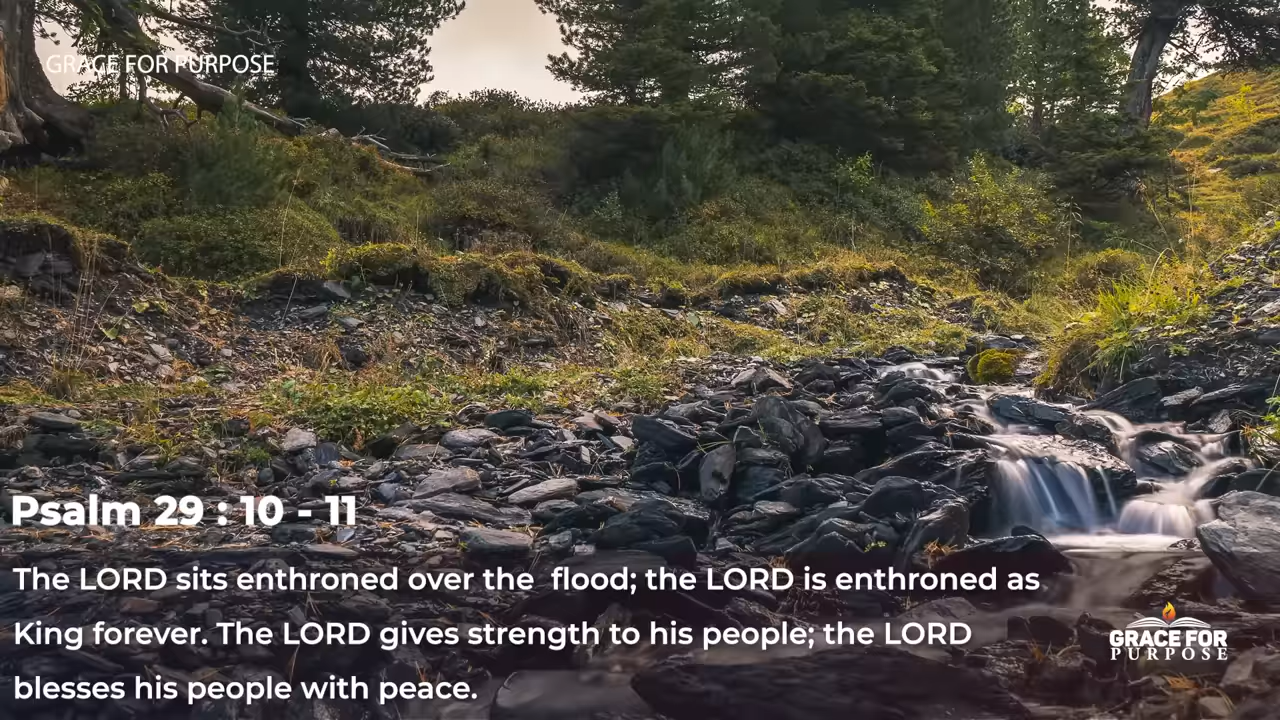 GRACE FOR PURPOSE
Psalm 29 : 10 - 11
The LORD sits enthroned over the flood; the LORD is enthroned as
King forever. The LORD gives strength to his people; the LORD
blesses his people with peace.
GRACE FOR
PURPOSE